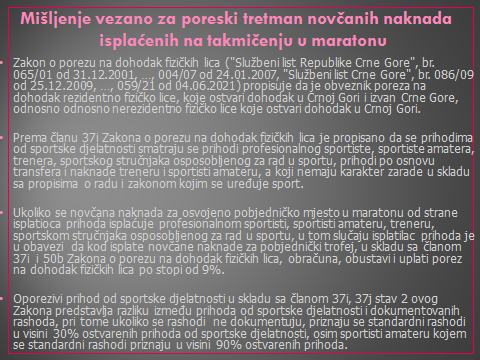 Mišljenje vezano za poreski tretman novčanih naknada
isplaćenih na takmičenju u maratonu
• Zakon o porezu na dohodak fizičkih lica ("Službeni list Republike Crne Gore", br.
065/01 od 31.12.2001, ..., 004/07 od 24.01.2007, "Službeni list Crne Gore", br. 086/09
od 25.12.2009, ..., 059/21 od 04.06.2021) propisuje da je obveznik poreza na
dohodak rezidentno fizičko lice, koje ostvari dohodak u Crnoj Gori i izvan Crne Gore,
odnosno odnosno nerezidentno fizičko lice koje ostvari dohodak u Crnoj Gori.
• Prema članu 37i Zakona o porezu na dohodak fizičkih lica je propisano da se prihodima
od sportske djelatnosti smatraju se prihodi profesionalnog sportiste, sportiste amatera,
trenera, sportskog stručnjaka osposobljenog za rad u sportu, prihodi po osnovu
transfera i naknade treneru i sportisti amateru, a koji nemaju karakter zarade u skladu
sa propisima o radu i zakonom kojim se uređuje sport.
• Ukoliko se novčana naknada za osvojeno pobjedničko mjesto u maratonu od strane
isplatioca prihoda isplaćuje profesionalnom sportisti, sportisti amateru, treneru,
sportskom stručnjaka osposobljenog za rad u sportu, u tom slučaju isplatilac prihoda je
u obavezi da kod isplate novčane naknade za pobjednički trofej, u skladu sa članom
37i i 50b Zakona o porezu na dohodak fizičkih lica, obračuna, obustavi i uplati porez
na dohodak fizičkih lica po stopi od 9%.
• Oporezivi prihod od sportske djelatnosti u skladu sa članom 37i, 37j stav 2 ovog
Zakona predstavlja razliku između prihoda od sportske djelatnosti i dokumentovanih
rashoda, pri tome ukoliko se rashodi ne dokumentuju, priznaju se standardni rashodi
u visini 30% ostvarenih prihoda od sportske djelatnosti, osim sportisti amateru kojem
se standardni rashodi priznaju u visini 90% ostvarenih prihoda.